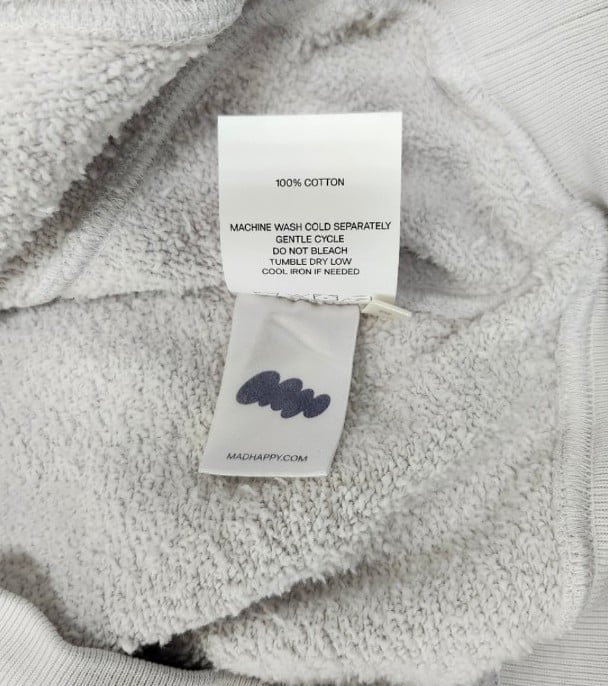 100% COTTON
MACHINE WASH COLD SEPARATELY
GENTLE CYCLE
DO NOT BLEACH
TUMBLE DRY LOW
COOL IRON IF NEEDED
MADHAPPY.COM